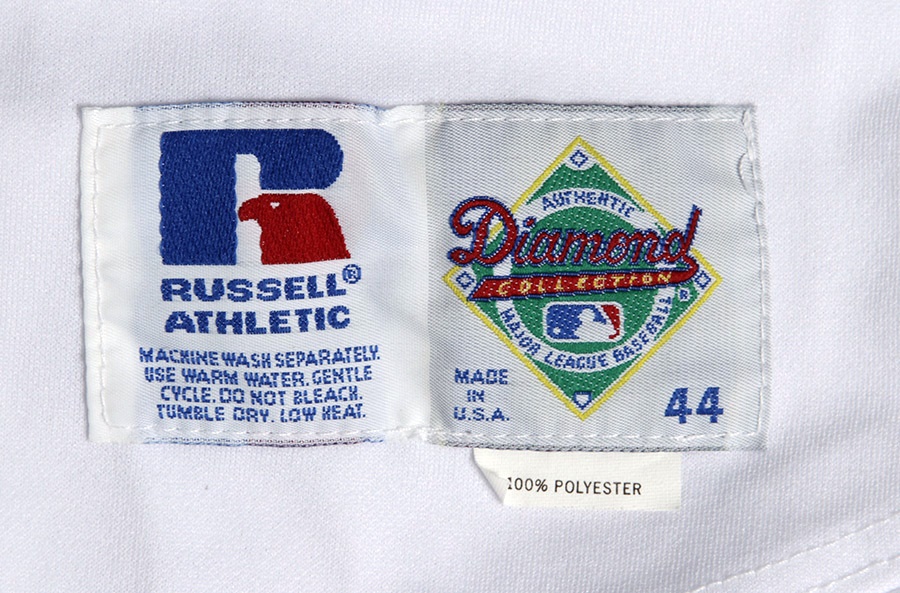 RUSSELL®
ATHLETIC
MACHINE WASH SEPARATELY.
USE WARM WATER. GENTLE
CYCLE. DO NOT BLEACH.
TUMBLE DRY. LOW HEAT.
AUTHENTIC
Diamond
COLLECTION
®
MAJOR LEAGUE BASEBALL
MADE
IN
U.S.A.
44
100% POLYESTER